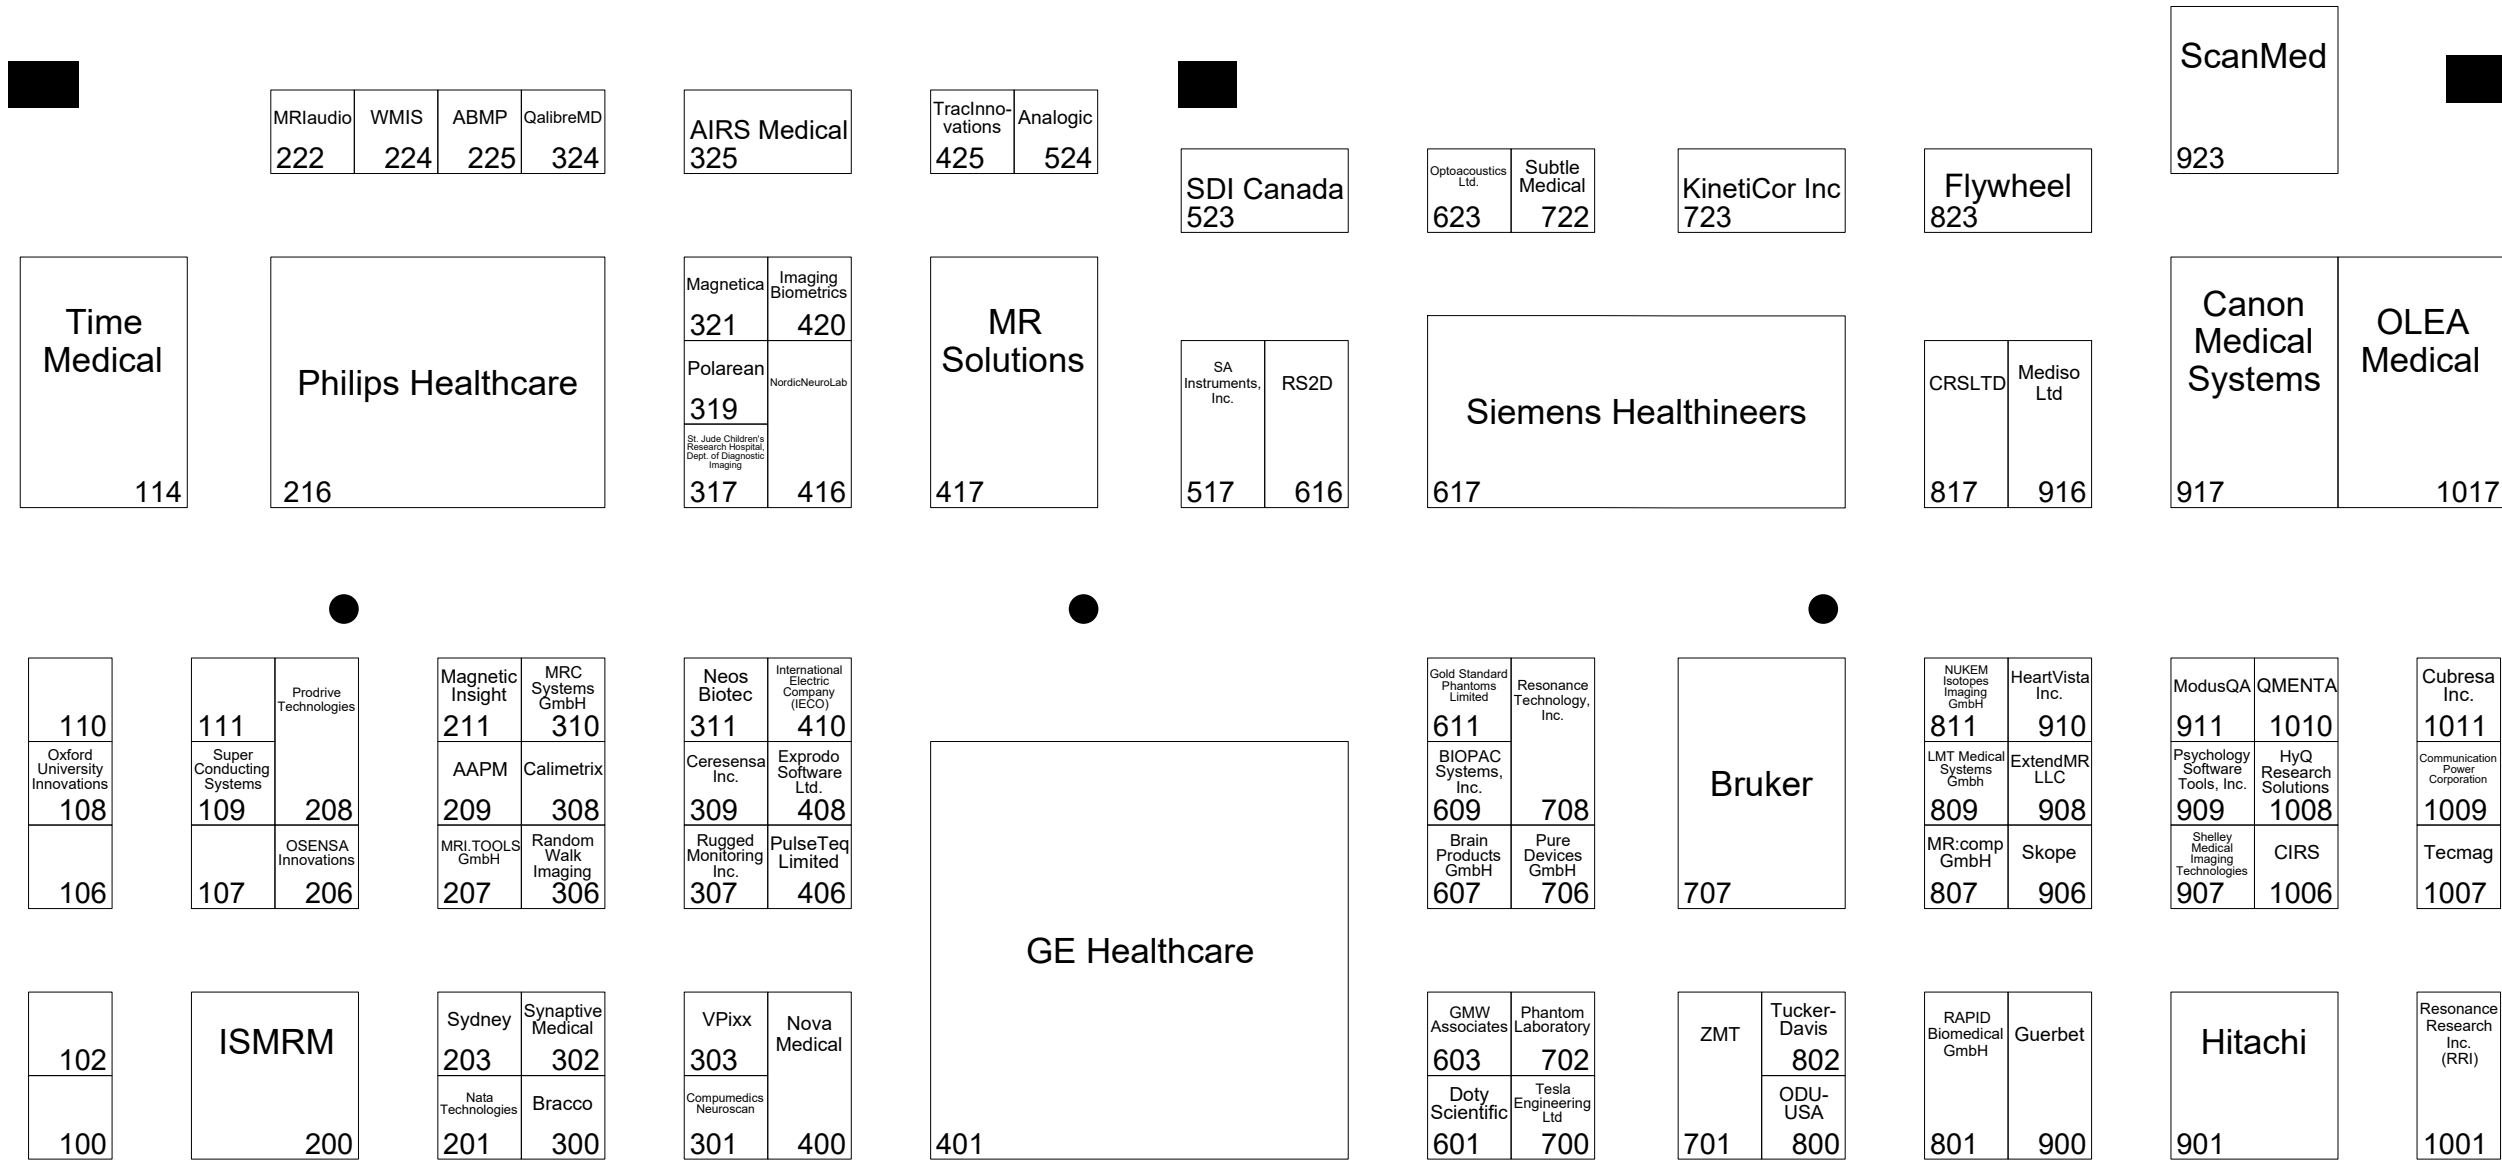 ScanMed
923
MRIaudio
222
WMIS
224
ABMP
225
QalibreMD
324
AIRS Medical
325
TracInno-
vations
425
Analogic
524
SDI Canada
523
Optoacoustics
Ltd.
623
Subtle
Medical
722
KinetiCor Inc
723
Flywheel
823
Time
Medical
114
Philips Healthcare
216
Magnetica
321
Imaging
Biometrics
420
Polarean
319
NordicNeuroLab
416
St. Jude Children's
Research Hospital,
Dept. of Diagnostic
Imaging
317
MR
Solutions
417
SA
Instruments,
Inc.
517
RS2D
616
Siemens Healthineers
617
CRSLTD
817
Mediso
Ltd
916
Canon
Medical
Systems
917
OLEA
Medical
1017
110
Oxford
University
Innovations
108
106
111
Prodrive
Technologies
208
Super
Conducting
Systems
109
107
OSENSA
Innovations
206
Magnetic
Insight
211
MRC
Systems
GmbH
310
AAPM
209
Calimetrix
308
MRI.TOOLS
GmbH
207
Random
Walk
Imaging
306
Neos
Biotec
311
International
Electric
Company
(IECO)
410
Ceresensa
Inc.
309
Exprodo
Software
Ltd.
408
Rugged
Monitoring
Inc.
307
PulseTeq
Limited
406
GE Healthcare
401
Gold Standard
Phantoms
Limited
611
Resonance
Technology,
Inc.
708
BIOPAC
Systems,
Inc.
609
Brain
Products
GmbH
607
Pure
Devices
GmbH
706
Bruker
707
NUKEM
Isotopes
Imaging
GmbH
811
HeartVista
Inc.
910
LMT Medical
Systems
Gmbh
809
ExtendMR
LLC
908
MR:comp
GmbH
807
Skope
906
ModusQA
911
QMENTA
1010
Psychology
Software
Tools, Inc.
909
HyQ
Research
Solutions
1008
Shelley
Medical
Imaging
Technologies
907
CIRS
1006
Cubresa
Inc.
1011
Communication
Power
Corporation
1009
Tecmag
1007
102
100
ISMRM
200
Sydney
203
Synaptive
Medical
302
Nata
Technologies
201
Bracco
300
VPixx
303
Nova
Medical
400
Compumedics
Neuroscan
301
GMW
Associates
603
Phantom
Laboratory
702
Doty
Scientific
601
Tesla
Engineering
Ltd
700
ZMT
701
Tucker-
Davis
802
ODU-
USA
800
RAPID
Biomedical
GmbH
801
Guerbet
900
Hitachi
901
Resonance
Research
Inc.
(RRI)
1001